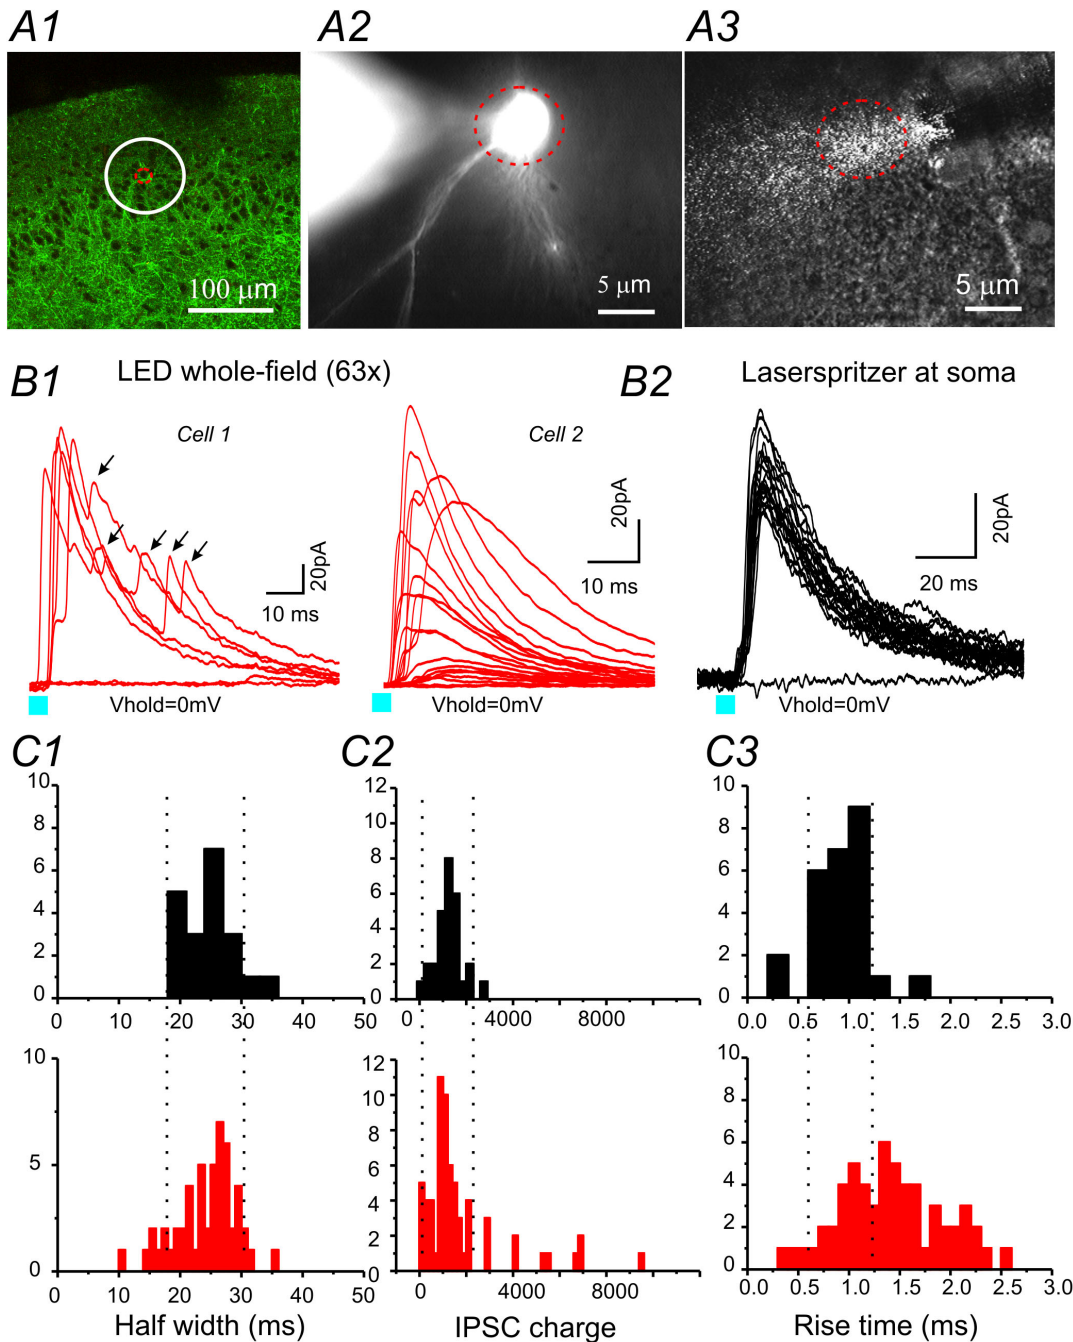 A1 A2 A3
100 μm 5 μm 5 μm
B1 LED whole-field (63x) B2 Laserspritzer at soma
Cell 1 Cell 2
20pA 20pA 20pA
10 ms 10 ms 20 ms
Vhold=0mV Vhold=0mV Vhold=0mV
C1 C2 C3
10 8 6 4 2 0
0 10 20 30 40 50
12 10 8 6 4 2 0
0 4000 8000
10 8 6 4 2 0
0.0 0.5 1.0 1.5 2.0 2.5 3.0
10 5 0
0 10 20 30 40 50
Half width (ms)
12 10 8 6 4 2 0
0 4000 8000
IPSC charge
10 8 6 4 2 0
0.0 0.5 1.0 1.5 2.0 2.5 3.0
Rise time (ms)